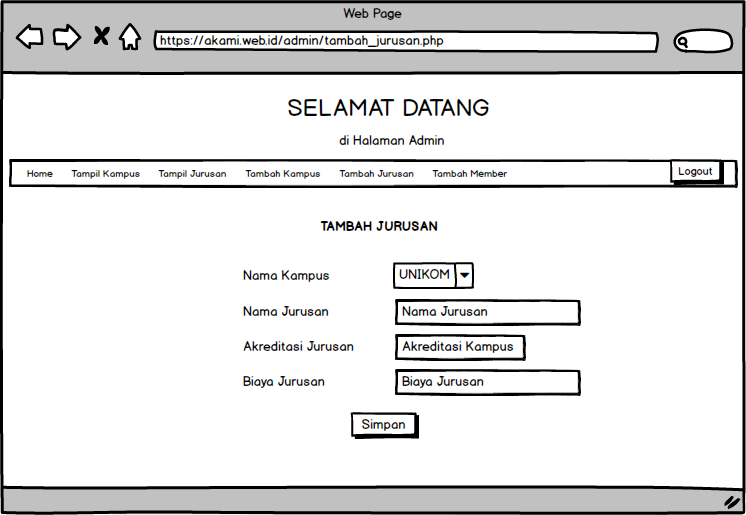 Web Page
https://akami.web.id/admin/tambah_jurusan.php
SELAMAT DATANG
di Halaman Admin
Home Tampil Kampus Tampil Jurusan Tambah Kampus Tambah Jurusan Tambah Member Logout
TAMBAH JURUSAN
Nama Kampus UNIKOM
Nama Jurusan Nama Jurusan
Akreditasi Jurusan Akreditasi Kampus
Biaya Jurusan Biaya Jurusan
Simpan